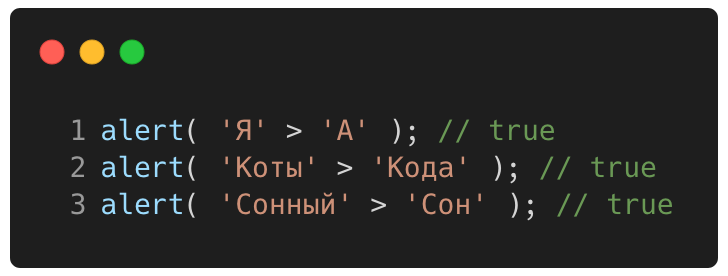 1 alert( 'Я' > 'А' ); // true
2 alert( 'Коты' > 'Кода' ); // true
3 alert( 'Сонный' > 'Сон' ); // true